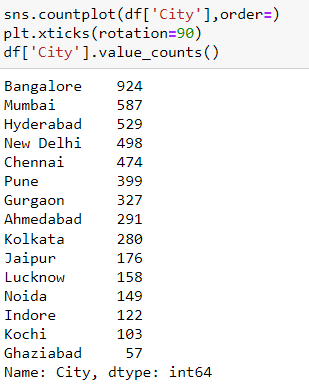 sns.countplot(df['City'],order=)
plt.xticks(rotation=90)
df['City'].value_counts()
Bangalore    924
Mumbai       587
Hyderabad    529
New Delhi    498
Chennai      474
Pune         399
Gurgaon      327
Ahmedabad    291
Kolkata      280
Jaipur       176
Lucknow      158
Noida        149
Indore       122
Kochi        103
Ghaziabad     57
Name: City, dtype: int64